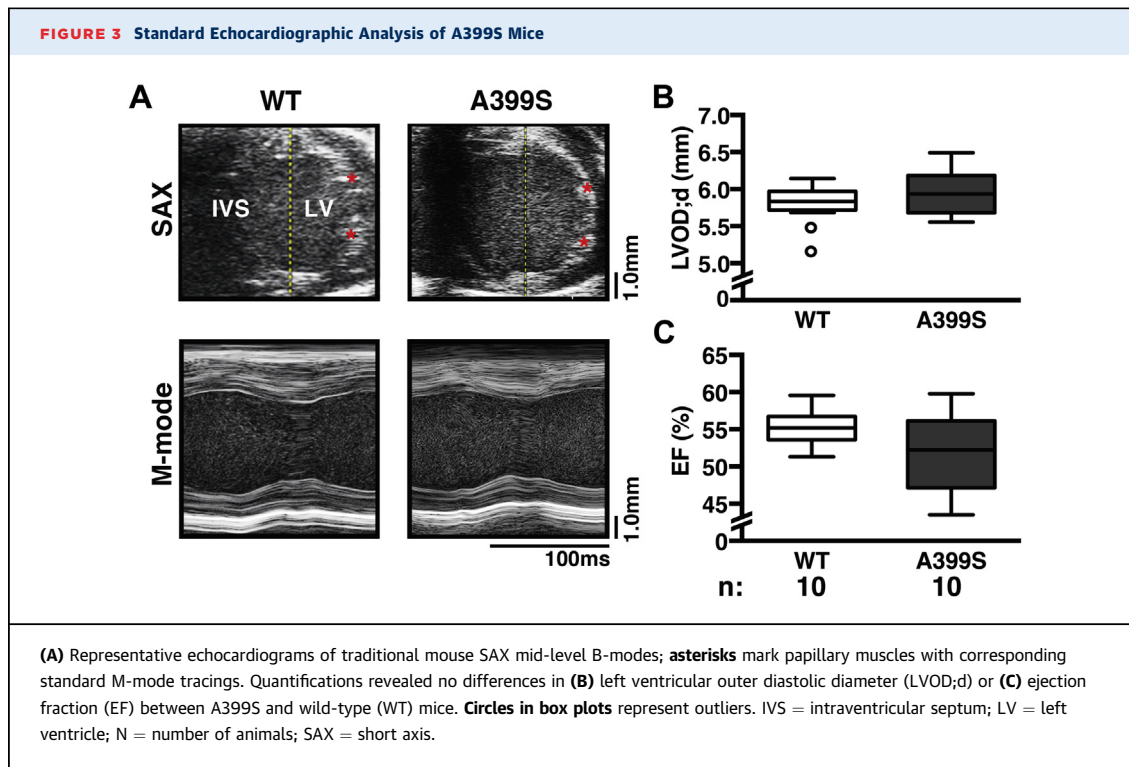 FIGURE 3 Standard Echocardiographic Analysis of A399S Mice
A
WT
A399S
SAX
IVS
LV
1.0mm
M-mode
1.0mm
100ms
B
LVOD;d (mm)
7.0
6.5
6.0
5.5
5.0
0
WT
A399S
C
EF (%)
65
60
55
50
45
0
WT
A399S
n:
10
10
(A) Representative echocardiograms of traditional mouse SAX mid-level B-modes; asterisks mark papillary muscles with corresponding
standard M-mode tracings. Quantifications revealed no differences in (B) left ventricular outer diastolic diameter (LVOD;d) or (C) ejection
fraction (EF) between A399S and wild-type (WT) mice. Circles in box plots represent outliers. IVS = intraventricular septum; LV = left
ventricle; N = number of animals; SAX = short axis.